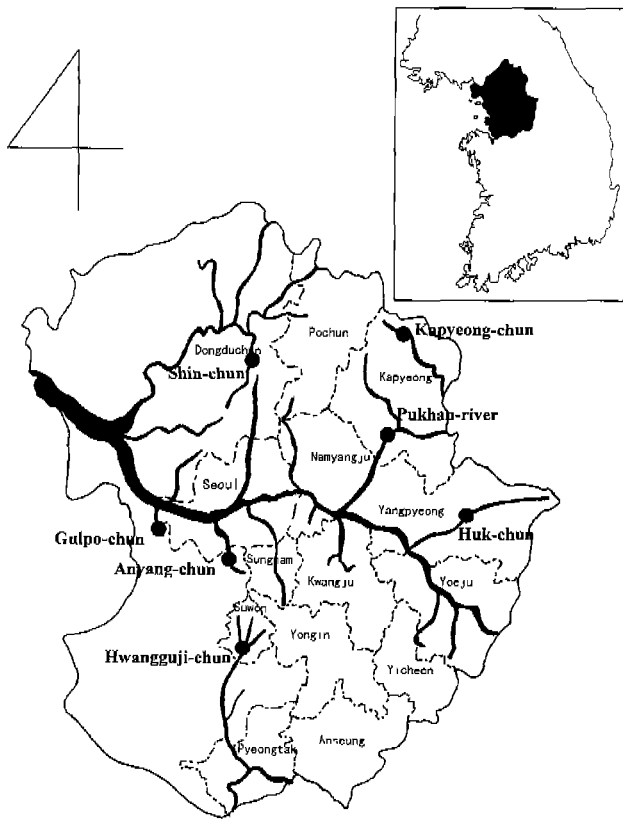 Kapyeong-chun
Pochun
Dongduchun
Shin-chun
Kapyeong
Pukhan-river
Namyangju
Seoul
Yangpyeong
Gulpo-chun
Huk-chun
Anyang-chun
Sungnam
Kwangju
Yoeju
Suwon
Yongin
Hwangguji-chun
Yicheon
Pyeongtak
Anseung